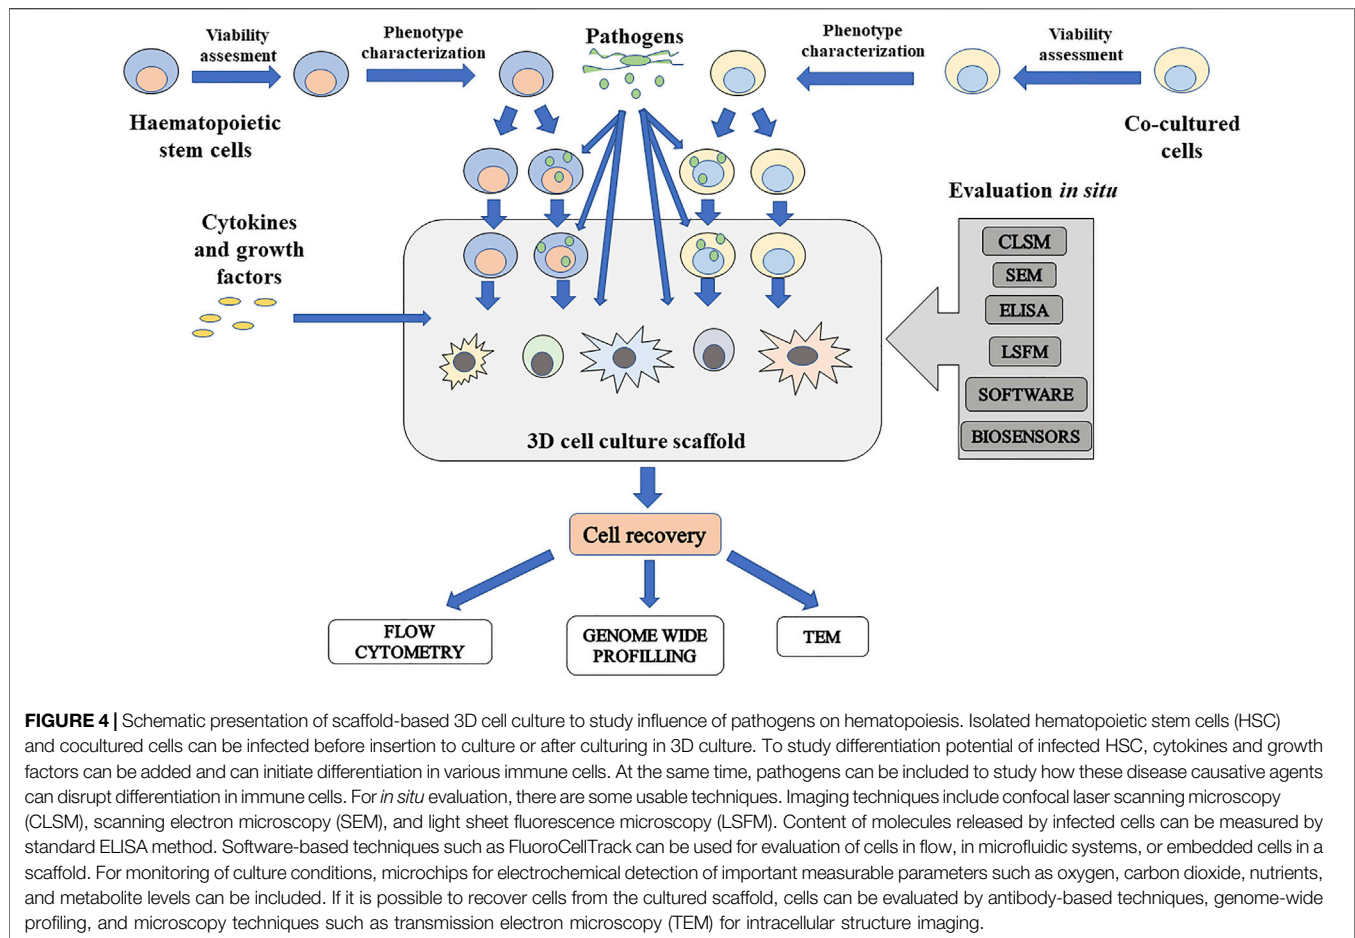 Viability
assesment
Phenotype
characterization
Pathogens
Phenotype
characterization
Viability
assessment
Haematopoietic
stem cells
Co-cultured
cells
Evaluation in situ
Cytokines
and growth
factors
CLSM
SEM
ELISA
LSFM
SOFTWARE
BIOSENSORS
3D cell culture scaffold
Cell recovery
FLOW
CYTOMETRY
GENOME WIDE
PROFILLING
TEM
FIGURE 4 | Schematic presentation of scaffold-based 3D cell culture to study influence of pathogens on hematopoiesis. Isolated hematopoietic stem cells (HSC)
and cocultured cells can be infected before insertion to culture or after culturing in 3D culture. To study differentiation potential of infected HSC, cytokines and growth
factors can be added and can initiate differentiation in various immune cells. At the same time, pathogens can be included to study how these disease causative agents
can disrupt differentiation in immune cells. For in situ evaluation, there are some usable techniques. Imaging techniques include confocal laser scanning microscopy
(CLSM), scanning electron microscopy (SEM), and light sheet fluorescence microscopy (LSFM). Content of molecules released by infected cells can be measured by
standard ELISA method. Software-based techniques such as FluoroCellTrack can be used for evaluation of cells in flow, in microfluidic systems, or embedded cells in a
scaffold. For monitoring of culture conditions, microchips for electrochemical detection of important measurable parameters such as oxygen, carbon dioxide, nutrients,
and metabolite levels can be included. If it is possible to recover cells from the cultured scaffold, cells can be evaluated by antibody-based techniques, genome-wide
profiling, and microscopy techniques such as transmission electron microscopy (TEM) for intracellular structure imaging.